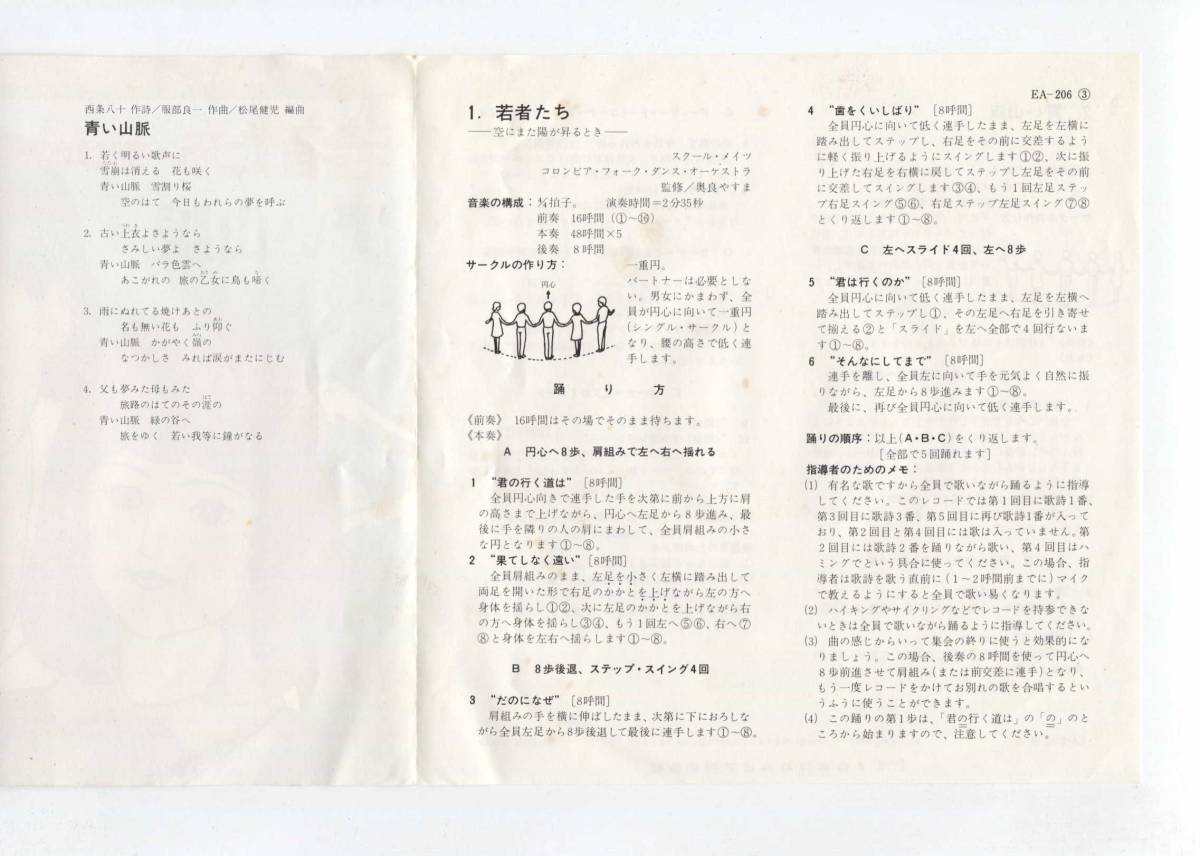 西条八十 作詩／服部良一 作曲／松尾健児 編曲
青い山脈
1. 若く明るい歌声に
雪崩は消える 花も咲く
青い山脈 雪割り桜
空のはて 今日もわれらの夢を呼ぶ
2. 古い上衣よさようなら
さみしい夢よ さようなら
青い山脈 バラ色雲へ
あこがれの 旅の乙女に鳥も啼く
3. 雨にぬれてる焼けあとの
名も無い花も ふり仰ぐ
青い山脈 かがやく嶺の
なつかしさ みれば涙がまたにじむ
4. 父も夢みた母もみた
旅路のはてのその涯の
青い山脈 緑の谷へ
旅をゆく 若い我等に鐘がなる
1. 若者たち
──空にまた陽が昇るとき──
スクール・メイツ
コロンビア・フォーク・ダンス・オーケストラ
監修／奥良やすま
音楽の構成：4/4拍子。 演奏時間＝2分35秒
前奏 16呼間（①〜⑯）
本奏 48呼間×5
後奏 8呼間
サークルの作り方： 一重円。
円心
パートナーは必要としな
い。男女にかまわず、全
員が円心に向いて一重円
（シングル・サークル）と
なり、腰の高さで低く連
手します。
踊り方
《前奏》 16呼間はその場でそのまま待ちます。
《本奏》
A 円心へ8歩、肩組みで左へ右へ揺れる
1 “君の行く道は”［8呼間］
全員円心向きで連手した手を次第に前から上方に肩
の高さまで上げながら、円心へ左足から8歩進み、最
後に手を隣りの人の肩にまわして、全員肩組みの小さ
な円となります①〜⑧。
2 “果てしなく遠い”［8呼間］
全員肩組みのまま、左足を小さく左横に踏み出して
両足を開いた形で右足のかかとを上げながら左の方へ
身体を揺らし①②、次に左足のかかとを上げながら右
の方へ身体を揺らし③④、もう1回左へ⑤⑥、右へ⑦
⑧と身体を左右へ揺らします①〜⑧。
B 8歩後退、ステップ・スイング4回
3 “だのになぜ”［8呼間］
肩組みの手を横に伸ばしたまま、次第に下におろしな
がら全員左足から8歩後退して最後に連手します①〜⑧。
EA-206 ③
4 “歯をくいしばり”［8呼間］
全員円心に向いて低く連手したまま、左足を左横に
踏み出してステップし、右足をその前に交差するよう
に軽く振り上げるようにスイングします①②、次に振
り上げた右足を右横に戻してステップし左足をその前
に交差してスイングします③④、もう1回左足ステッ
プ右足スイング⑤⑥、右足ステップ左足スイング⑦⑧
とくり返します①〜⑧。
C 左へスライド4回、左へ8歩
5 “君は行くのか”［8呼間］
全員円心に向いて低く連手したまま、左足を左横へ
踏み出してステップし①、その左足へ右足を引き寄せ
て揃える②と「スライド」を左へ全部で4回行ないま
す①〜⑧。
6 “そんなにしてまで”［8呼間］
連手を離し、全員左に向いて手を元気よく自然に振
りながら、左足から8歩進みます①〜⑧。
最後に、再び全員円心に向いて低く連手します。
踊りの順序：以上（A・B・C）をくり返します。
［全部で5回踊れます］
指導者のためのメモ：
(1) 有名な歌ですから全員で歌いながら踊るように指導
してください。このレコードでは第1回目に歌詩1番、
第3回目に歌詩3番、第5回目に再び歌詩1番が入って
おり、第2回目と第4回目には歌は入っていません。第
2回目には歌詩2番を踊りながら歌い、第4回目はハ
ミングでという具合に使ってください。この場合、指
導者は歌詩を歌う直前に（1〜2呼間前までに）マイク
で教えるようにすると全員で歌い易くなります。
(2) ハイキングやサイクリングなどでレコードを持参できな
いときは全員で歌いながら踊るように指導してください。
(3) 曲の感じからいって集会の終りに使うと効果的にな
りましょう。この場合、後奏の8呼間を使って円心へ
8歩前進させて肩組み（または前交差に連手）となり、
もう一度レコードをかけてお別れの歌を合唱するとい
うふうに使うことができます。
(4) この踊りの第1歩は、「君の行く道は」の「の」のと
ころから始まりますので、注意してください。